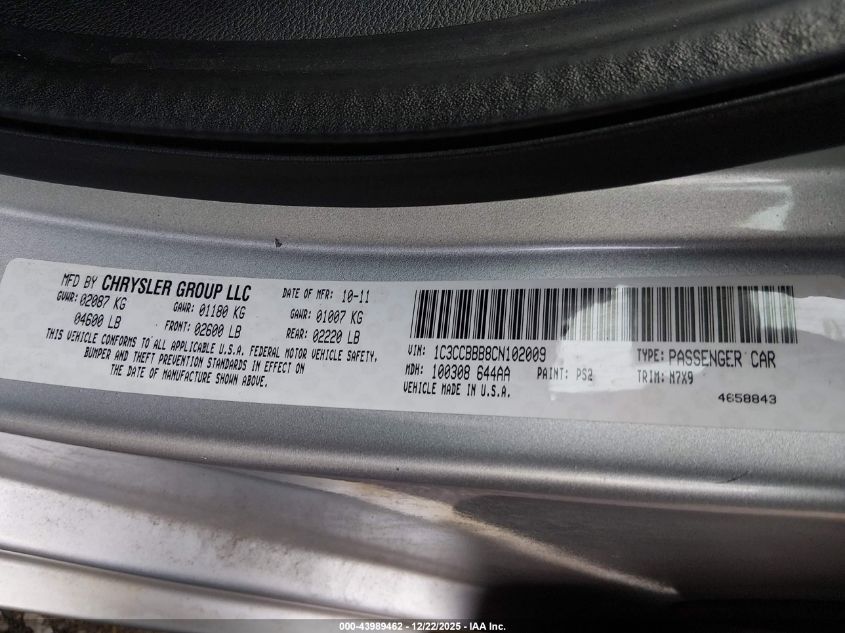 MFD BY CHRYSLER GROUP LLC DATE OF MFR: 10-11
GVWR: 02087 KG GAWR: 01180 KG GAWR: 01007 KG
04600 LB FRONT: 02600 LB REAR: 02220 LB
THIS VEHICLE CONFORMS TO ALL APPLICABLE U.S.A. FEDERAL MOTOR VEHICLE SAFETY,
BUMPER AND THEFT PREVENTION STANDARDS IN EFFECT ON
THE DATE OF MANUFACTURE SHOWN ABOVE.
VIN: 1C3CCBBB8CN102009 TYPE: PASSENGER CAR
MDH: 100308 644AA PAINT: PS2 TRIM: M7X9
VEHICLE MADE IN U.S.A.
4658843
000-43989462 - 12/22/2025 - IAA Inc.